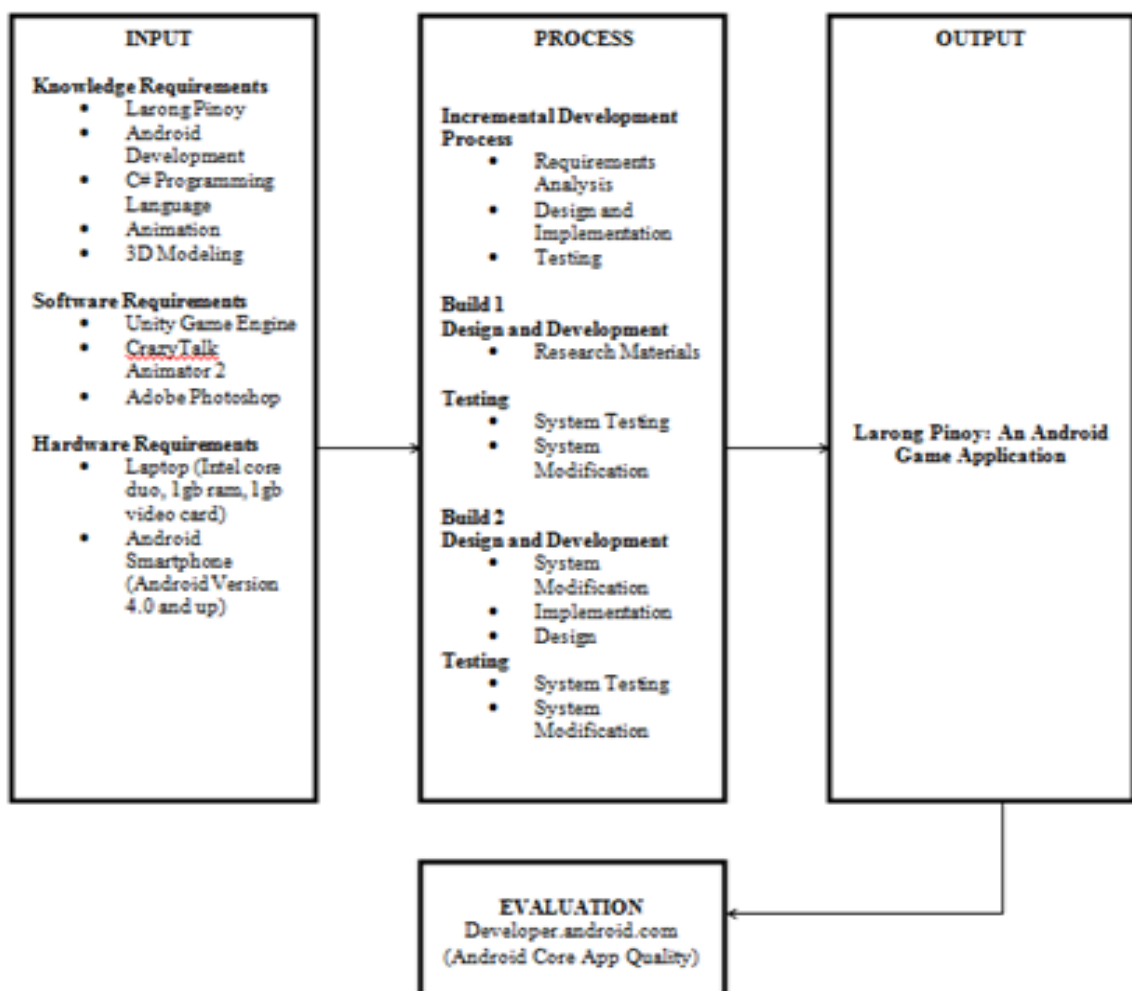 INPUT
Knowledge Requirements
• Larong Pinoy
• Android
Development
• C# Programming
Language
• Animation
• 3D Modeling
Software Requirements
• Unity Game Engine
• CrazyTalk
Animator 2
• Adobe Photoshop
Hardware Requirements
• Laptop (Intel core
duo, 1gb ram, 1gb
video card)
• Android
Smartphone
(Android Version
4.0 and up)
PROCESS
Incremental Development
Process
• Requirements
Analysis
• Design and
Implementation
• Testing
Build 1
Design and Development
• Research Materials
Testing
• System Testing
• System
Modification
Build 2
Design and Development
• System
Modification
• Implementation
• Design
Testing
• System Testing
• System
Modification
OUTPUT
Larong Pinoy: An Android
Game Application
EVALUATION
Developer.android.com
(Android Core App Quality)